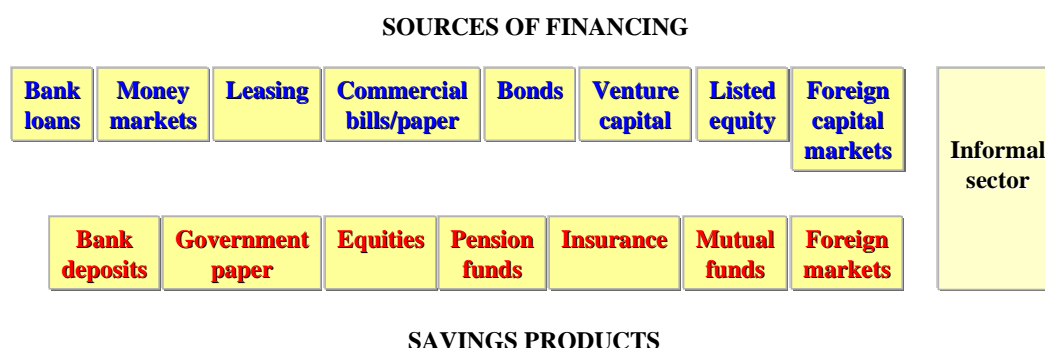 SOURCES OF FINANCING
Bank
loans
Money
markets
Leasing
Commercial
bills/paper
Bonds
Venture
capital
Listed
equity
Foreign
capital
markets
Informal
sector
Bank
deposits
Government
paper
Equities
Pension
funds
Insurance
Mutual
funds
Foreign
markets
SAVINGS PRODUCTS